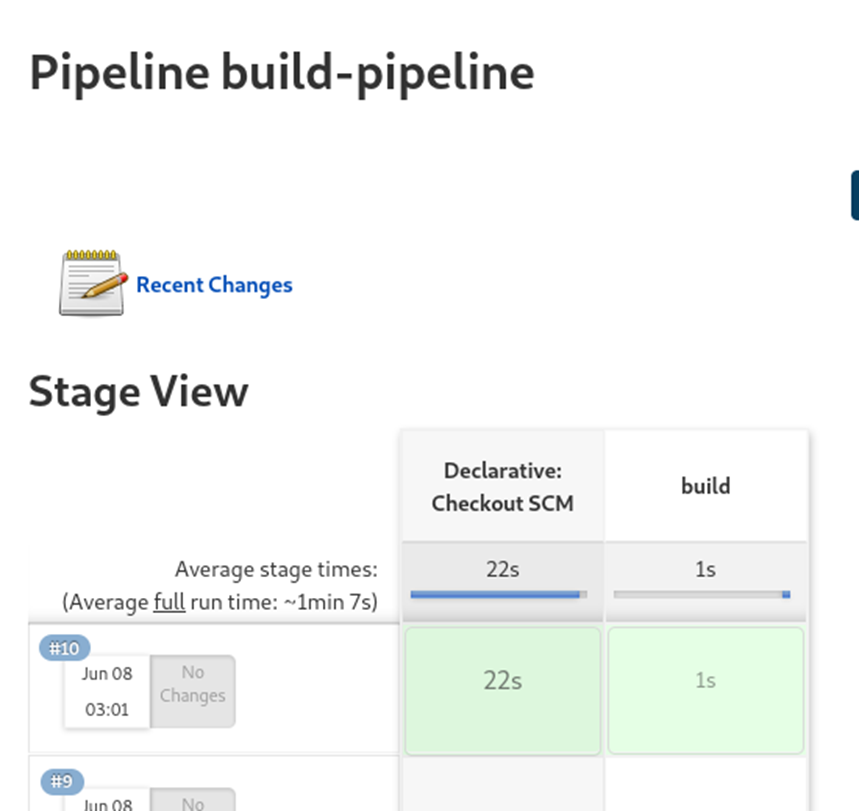 Pipeline build-pipeline
Recent Changes
Stage View
Declarative:
Checkout SCM
build
Average stage times:
22s
1s
(Average full run time: ~1min 7s)
#10
Jun 08
03:01
No
Changes
22s
1s
#9
Jun 08
No